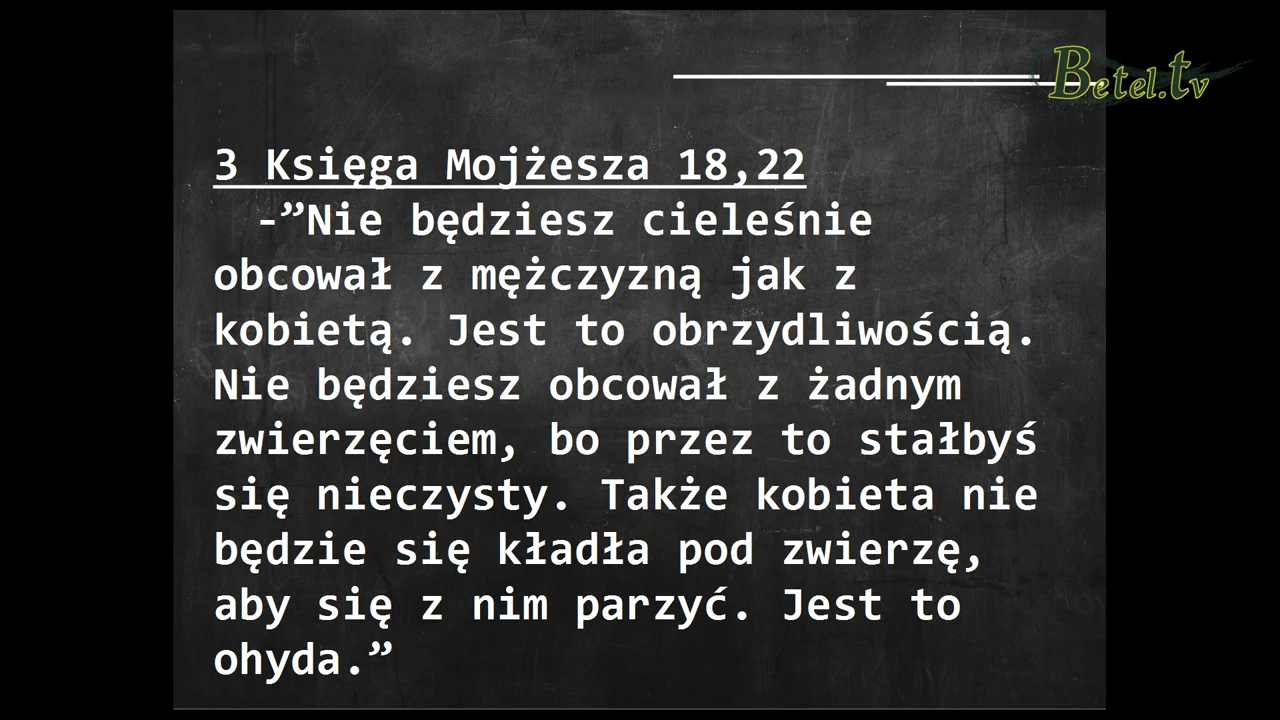 Betel.tv
3 Księga Mojżesza 18,22
-”Nie będziesz cieleśnie
obcował z mężczyzną jak z
kobietą. Jest to obrzydliwością.
Nie będziesz obcował z żadnym
zwierzęciem, bo przez to stałbyś
się nieczysty. Także kobieta nie
będzie się kładła pod zwierzę,
aby się z nim parzyć. Jest to
ohyda.”